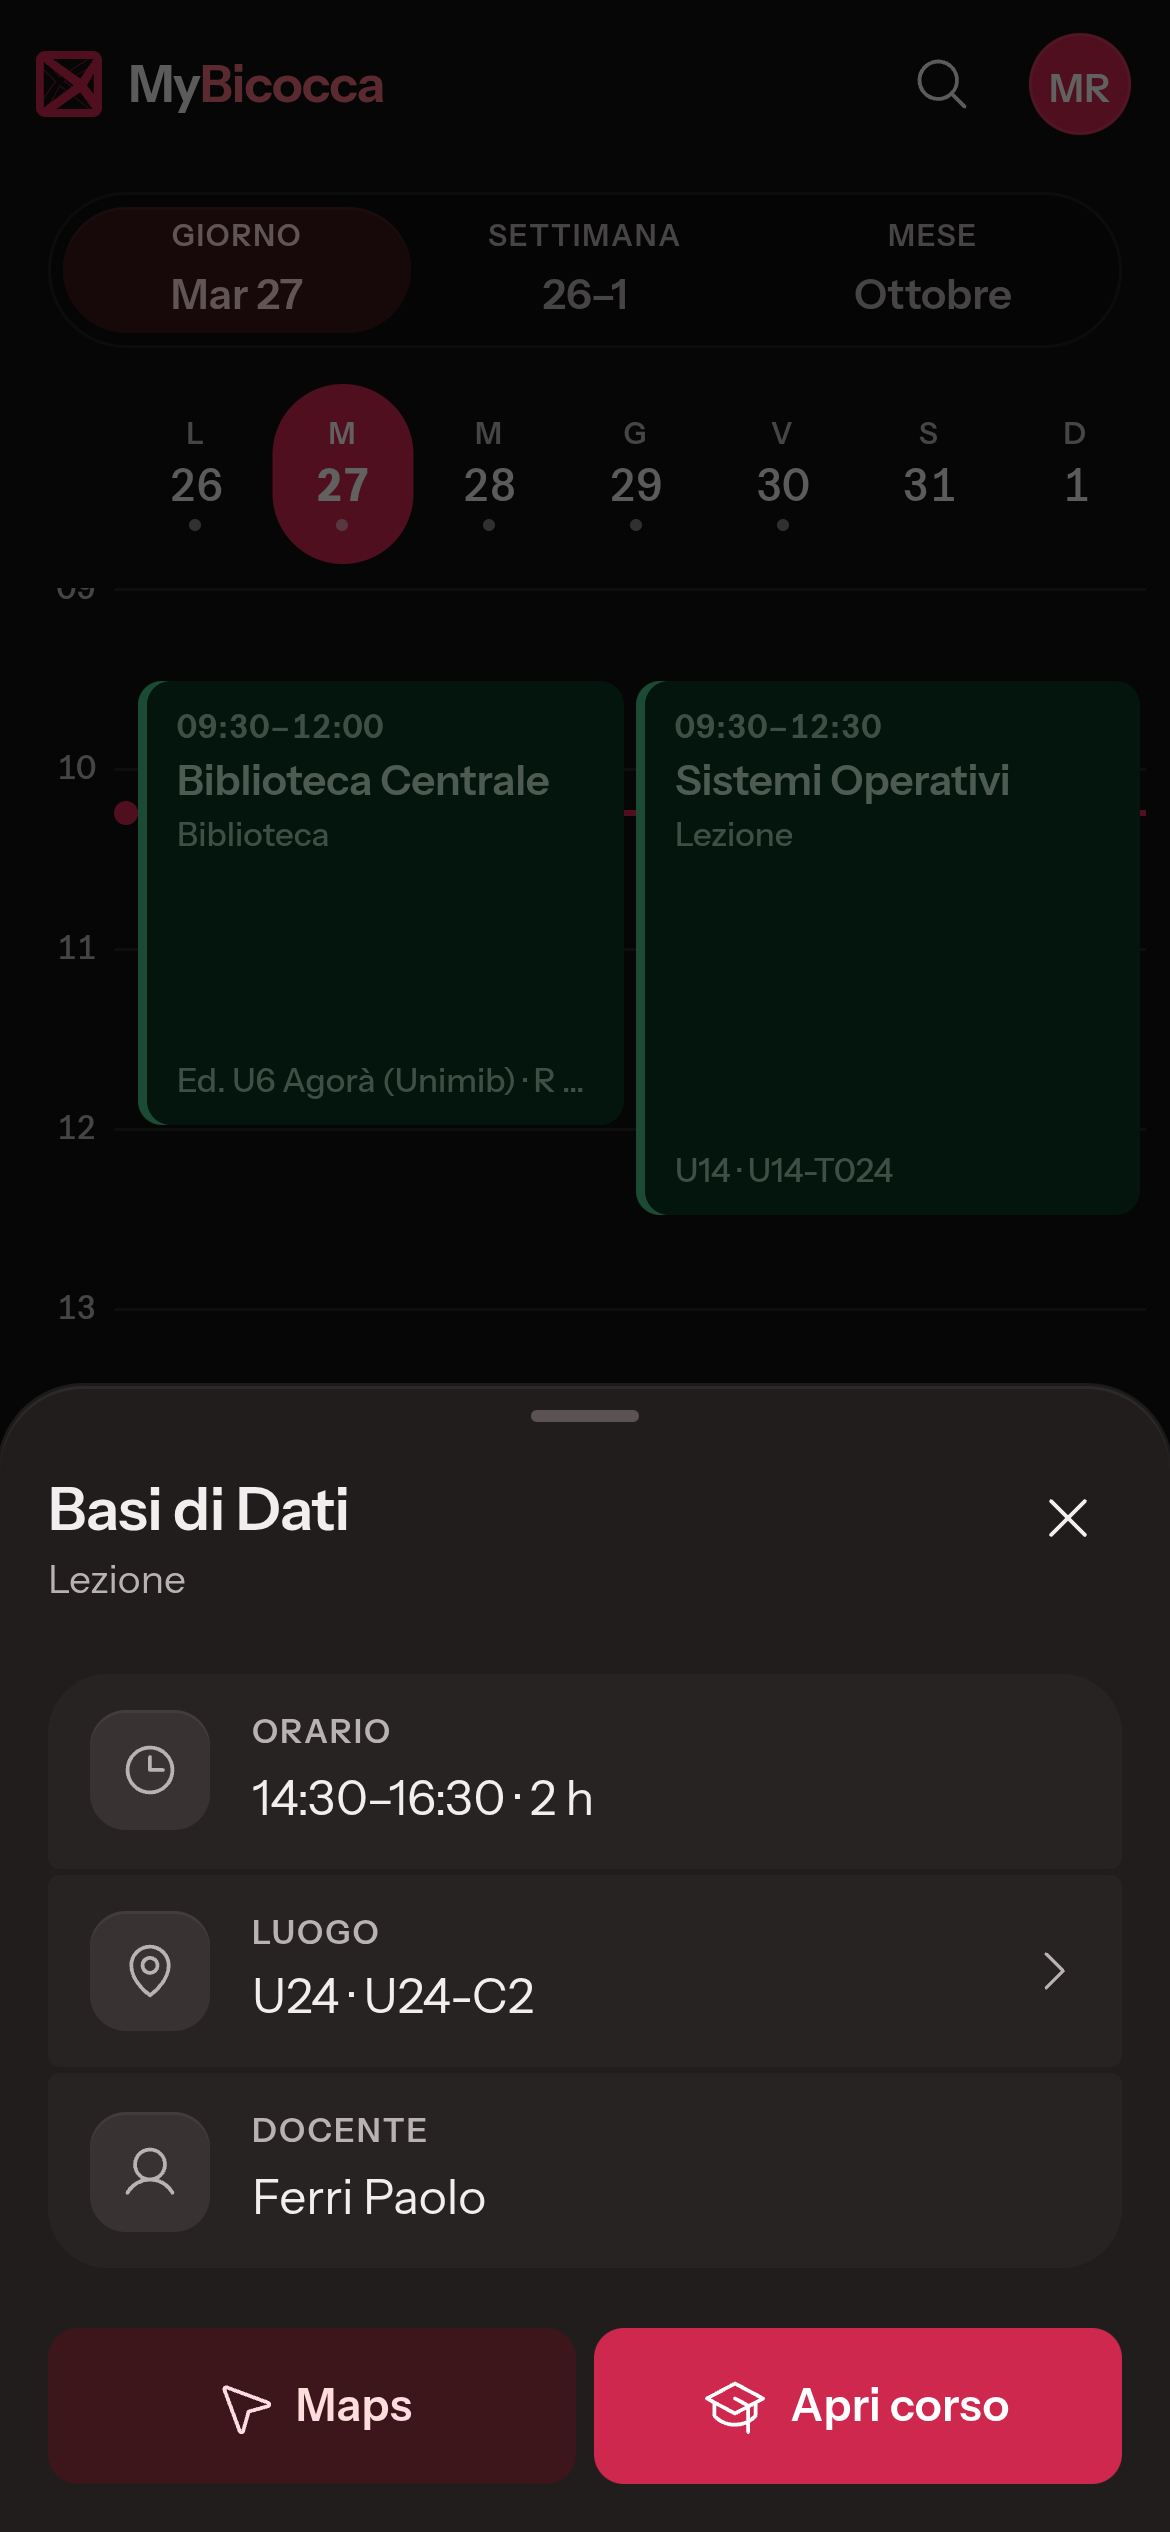 MyBicocca
MR
GIORNO
Mar 27
SETTIMANA
26–1
MESE
Ottobre
L
26
M
27
M
28
G
29
V
30
S
31
D
1
09
09:30–12:00
Biblioteca Centrale
Biblioteca
Ed. U6 Agorà (Unimib) · R ...
09:30–12:30
Sistemi Operativi
Lezione
U14 · U14-T024
10
11
12
13
Basi di Dati
Lezione
ORARIO
14:30–16:30 · 2 h
LUOGO
U24 · U24-C2
DOCENTE
Ferri Paolo
Maps
Apri corso